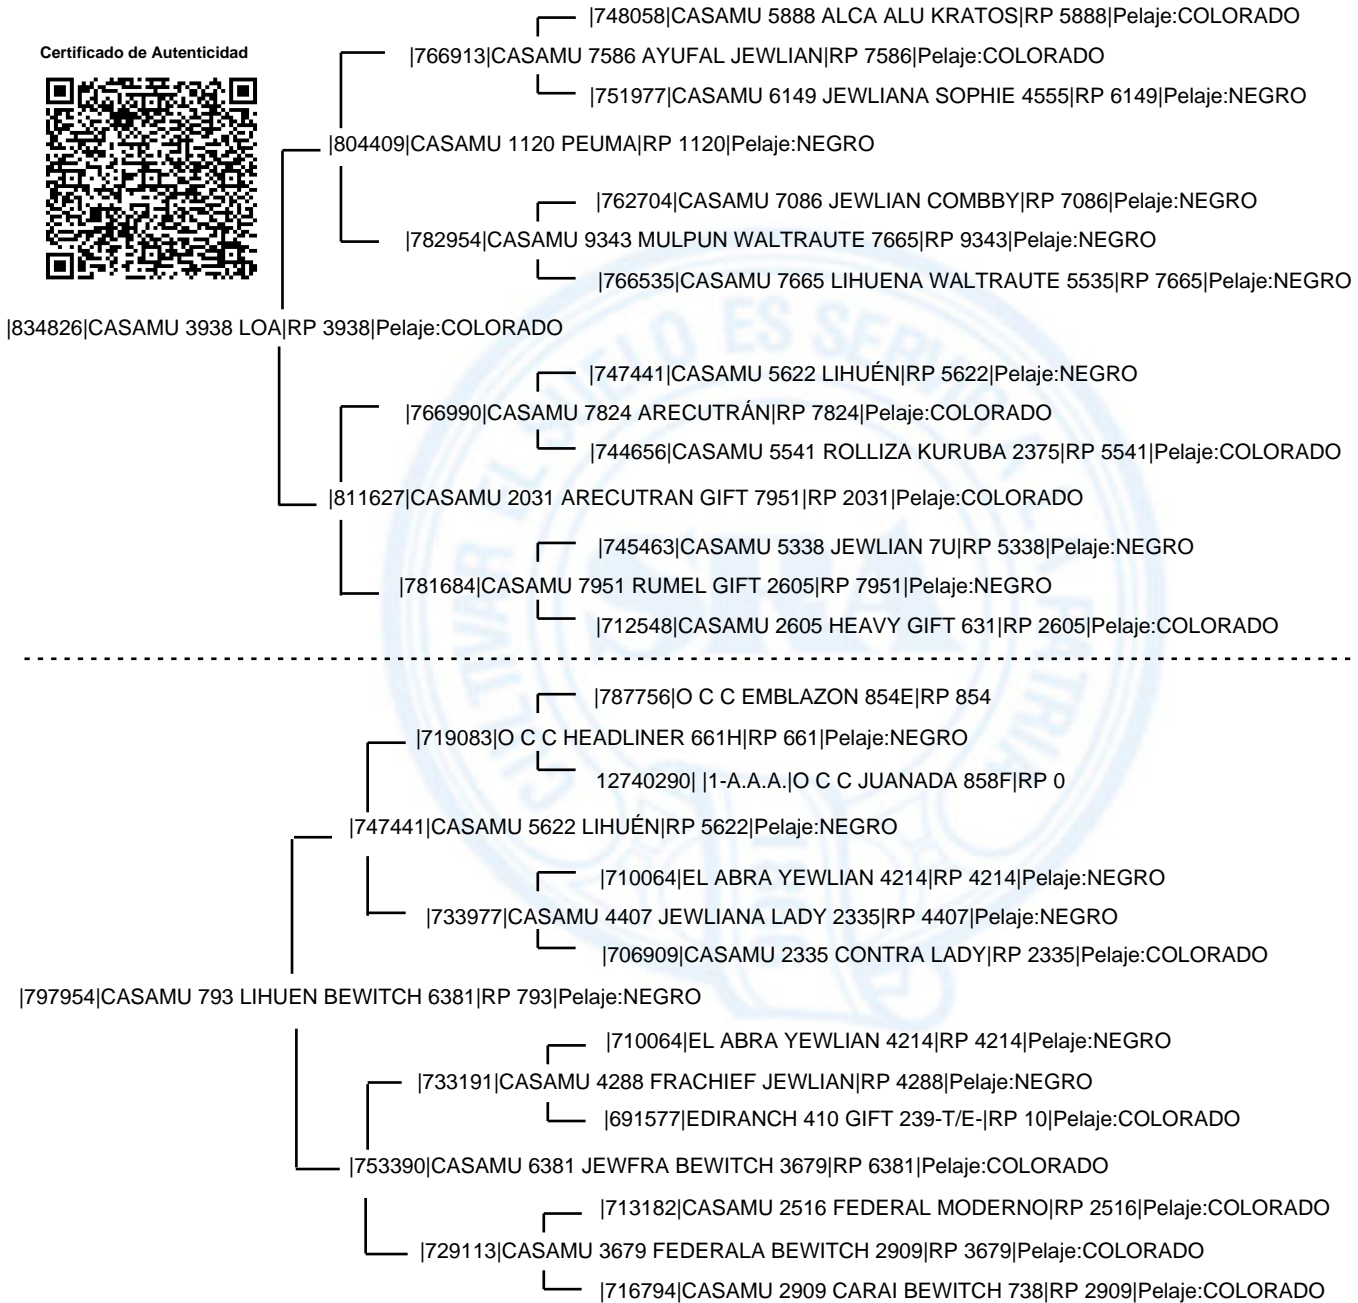 |748058|CASAMU 5888 ALCA ALU KRATOS|RP 5888|Pelaje:COLORADO
Certificado de Autenticidad
|766913|CASAMU 7586 AYUFAL JEWLIAN|RP 7586|Pelaje:COLORADO
|751977|CASAMU 6149 JEWLIANA SOPHIE 4555|RP 6149|Pelaje:NEGRO
|804409|CASAMU 1120 PEUMA|RP 1120|Pelaje:NEGRO
|762704|CASAMU 7086 JEWLIAN COMBBY|RP 7086|Pelaje:NEGRO
|782954|CASAMU 9343 MULPUN WALTRAUTE 7665|RP 9343|Pelaje:NEGRO
|766535|CASAMU 7665 LIHUENA WALTRAUTE 5535|RP 7665|Pelaje:NEGRO
|834826|CASAMU 3938 LOA|RP 3938|Pelaje:COLORADO
|747441|CASAMU 5622 LIHUÉN|RP 5622|Pelaje:NEGRO
|766990|CASAMU 7824 ARECUTRÁN|RP 7824|Pelaje:COLORADO
|744656|CASAMU 5541 ROLLIZA KURUBA 2375|RP 5541|Pelaje:COLORADO
|811627|CASAMU 2031 ARECUTRAN GIFT 7951|RP 2031|Pelaje:COLORADO
|745463|CASAMU 5338 JEWLIAN 7U|RP 5338|Pelaje:NEGRO
|781684|CASAMU 7951 RUMEL GIFT 2605|RP 7951|Pelaje:NEGRO
|712548|CASAMU 2605 HEAVY GIFT 631|RP 2605|Pelaje:COLORADO
|787756|O C C EMBLAZON 854E|RP 854
|719083|O C C HEADLINER 661H|RP 661|Pelaje:NEGRO
12740290| |1-A.A.A.|O C C JUANADA 858F|RP 0
|747441|CASAMU 5622 LIHUÉN|RP 5622|Pelaje:NEGRO
|710064|EL ABRA YEWLIAN 4214|RP 4214|Pelaje:NEGRO
|733977|CASAMU 4407 JEWLIANA LADY 2335|RP 4407|Pelaje:NEGRO
|706909|CASAMU 2335 CONTRA LADY|RP 2335|Pelaje:COLORADO
|797954|CASAMU 793 LIHUEN BEWITCH 6381|RP 793|Pelaje:NEGRO
|710064|EL ABRA YEWLIAN 4214|RP 4214|Pelaje:NEGRO
|733191|CASAMU 4288 FRACHIEF JEWLIAN|RP 4288|Pelaje:NEGRO
|691577|EDIRANCH 410 GIFT 239-T/E-|RP 10|Pelaje:COLORADO
|753390|CASAMU 6381 JEWFRA BEWITCH 3679|RP 6381|Pelaje:COLORADO
|713182|CASAMU 2516 FEDERAL MODERNO|RP 2516|Pelaje:COLORADO
|729113|CASAMU 3679 FEDERALA BEWITCH 2909|RP 3679|Pelaje:COLORADO
|716794|CASAMU 2909 CARAI BEWITCH 738|RP 2909|Pelaje:COLORADO
CULTIVAR EL SUELO ES SERVIR A LA PATRIA
SRA
1866